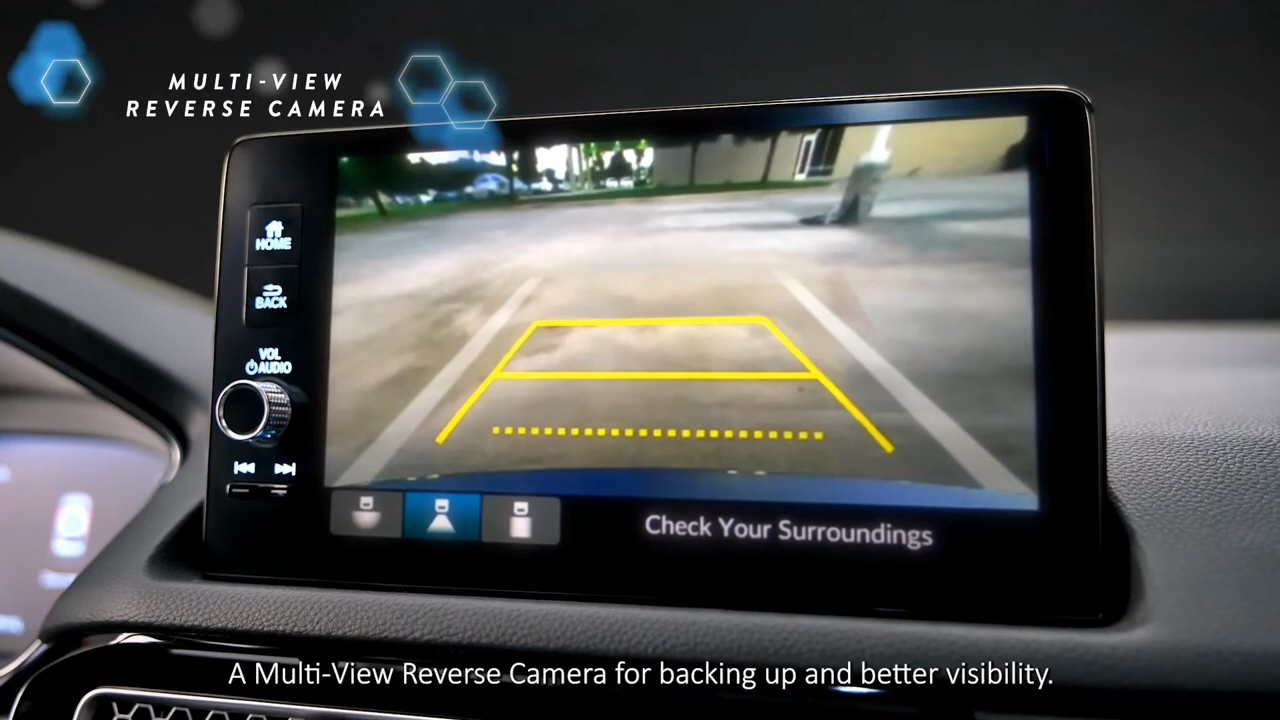 MULTI-VIEW
REVERSE CAMERA
HOME
BACK
VOL
AUDIO
Check Your Surroundings
A Multi-View Reverse Camera for backing up and better visibility.